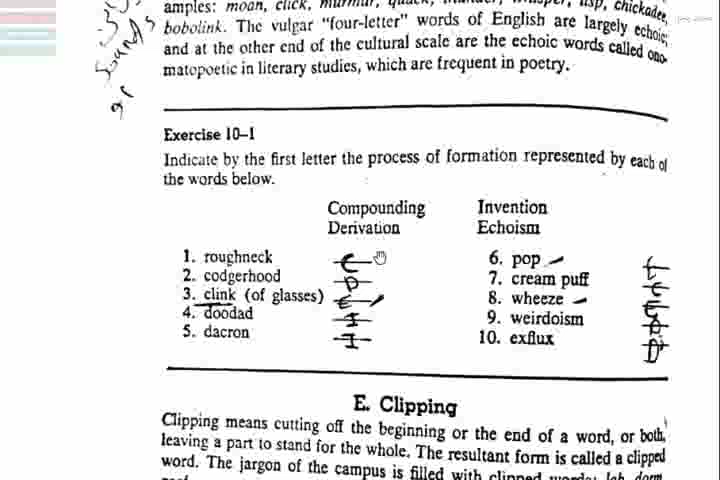 amples: moan, click, murmur, quack, thunder, whisper, lisp, chickadee,
bobolink. The vulgar "four-letter" words of English are largely echoic;
and at the other end of the cultural scale are the echoic words called ono-
matopoetic in literary studies, which are frequent in poetry.
Sounds
Exercise 10–1
Indicate by the first letter the process of formation represented by each of
the words below.
Compounding Invention
Derivation Echoism
1. roughneck C 6. pop E
2. codgerhood D 7. cream puff C
3. clink (of glasses) E 8. wheeze E
4. doodad I 9. weirdoism D
5. dacron I 10. exflux D
E. Clipping
Clipping means cutting off the beginning or the end of a word, or both,
leaving a part to stand for the whole. The resultant form is called a clipped
word. The jargon of the campus is filled with clipped words: lab, dorm,